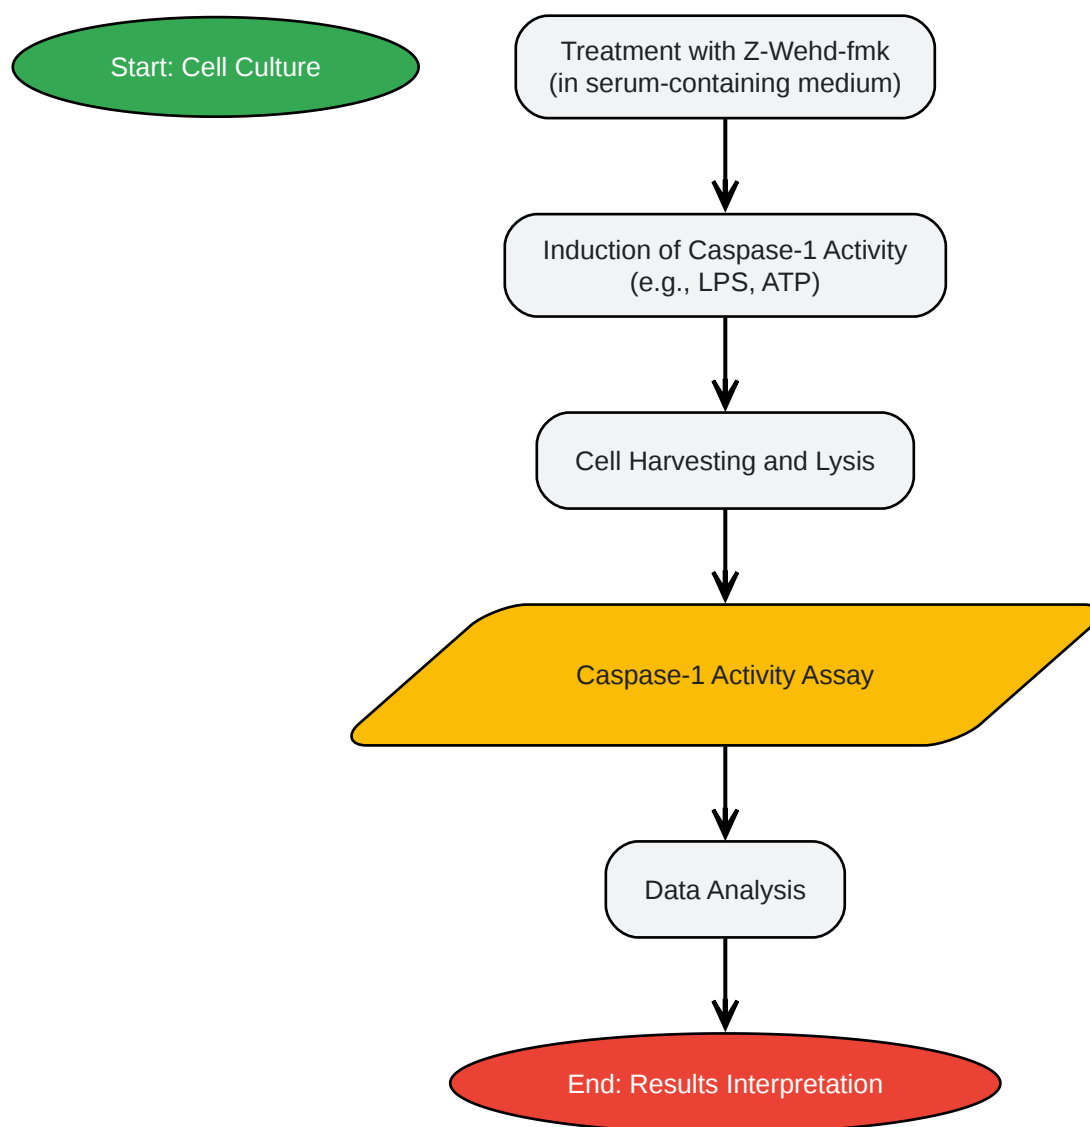 Start: Cell Culture
Treatment with Z-Wehd-fmk
(in serum-containing medium)
Induction of Caspase-1 Activity
(e.g., LPS, ATP)
Cell Harvesting and Lysis
Caspase-1 Activity Assay
Data Analysis
End: Results Interpretation